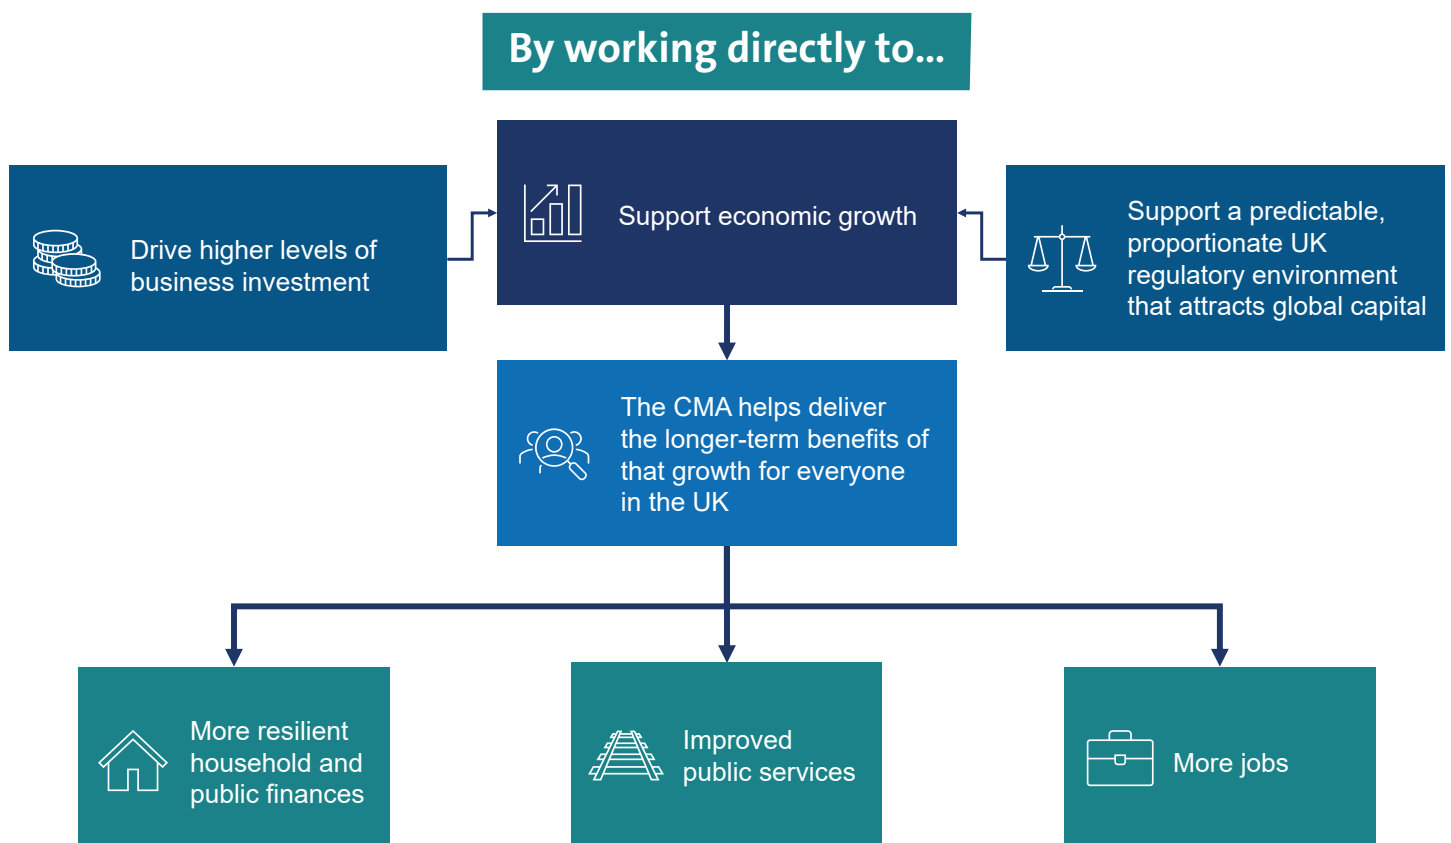 By working directly to...
Drive higher levels of
business investment
Support economic growth
Support a predictable,
proportionate UK
regulatory environment
that attracts global capital
The CMA helps deliver
the longer-term benefits of
that growth for everyone
in the UK
More resilient
household and
public finances
Improved
public services
More jobs